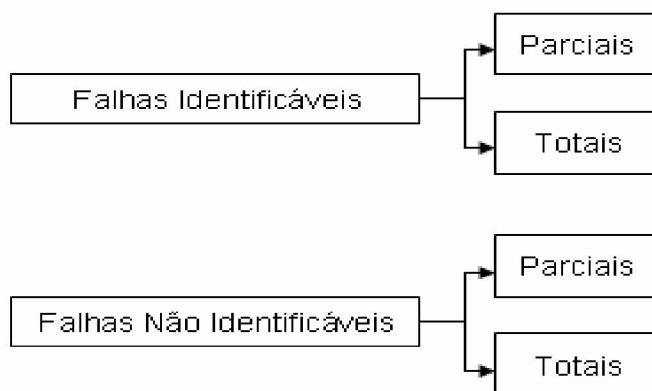 Parciais
Falhas Identificáveis
Totais
Parciais
Falhas Não Identificáveis
Totais